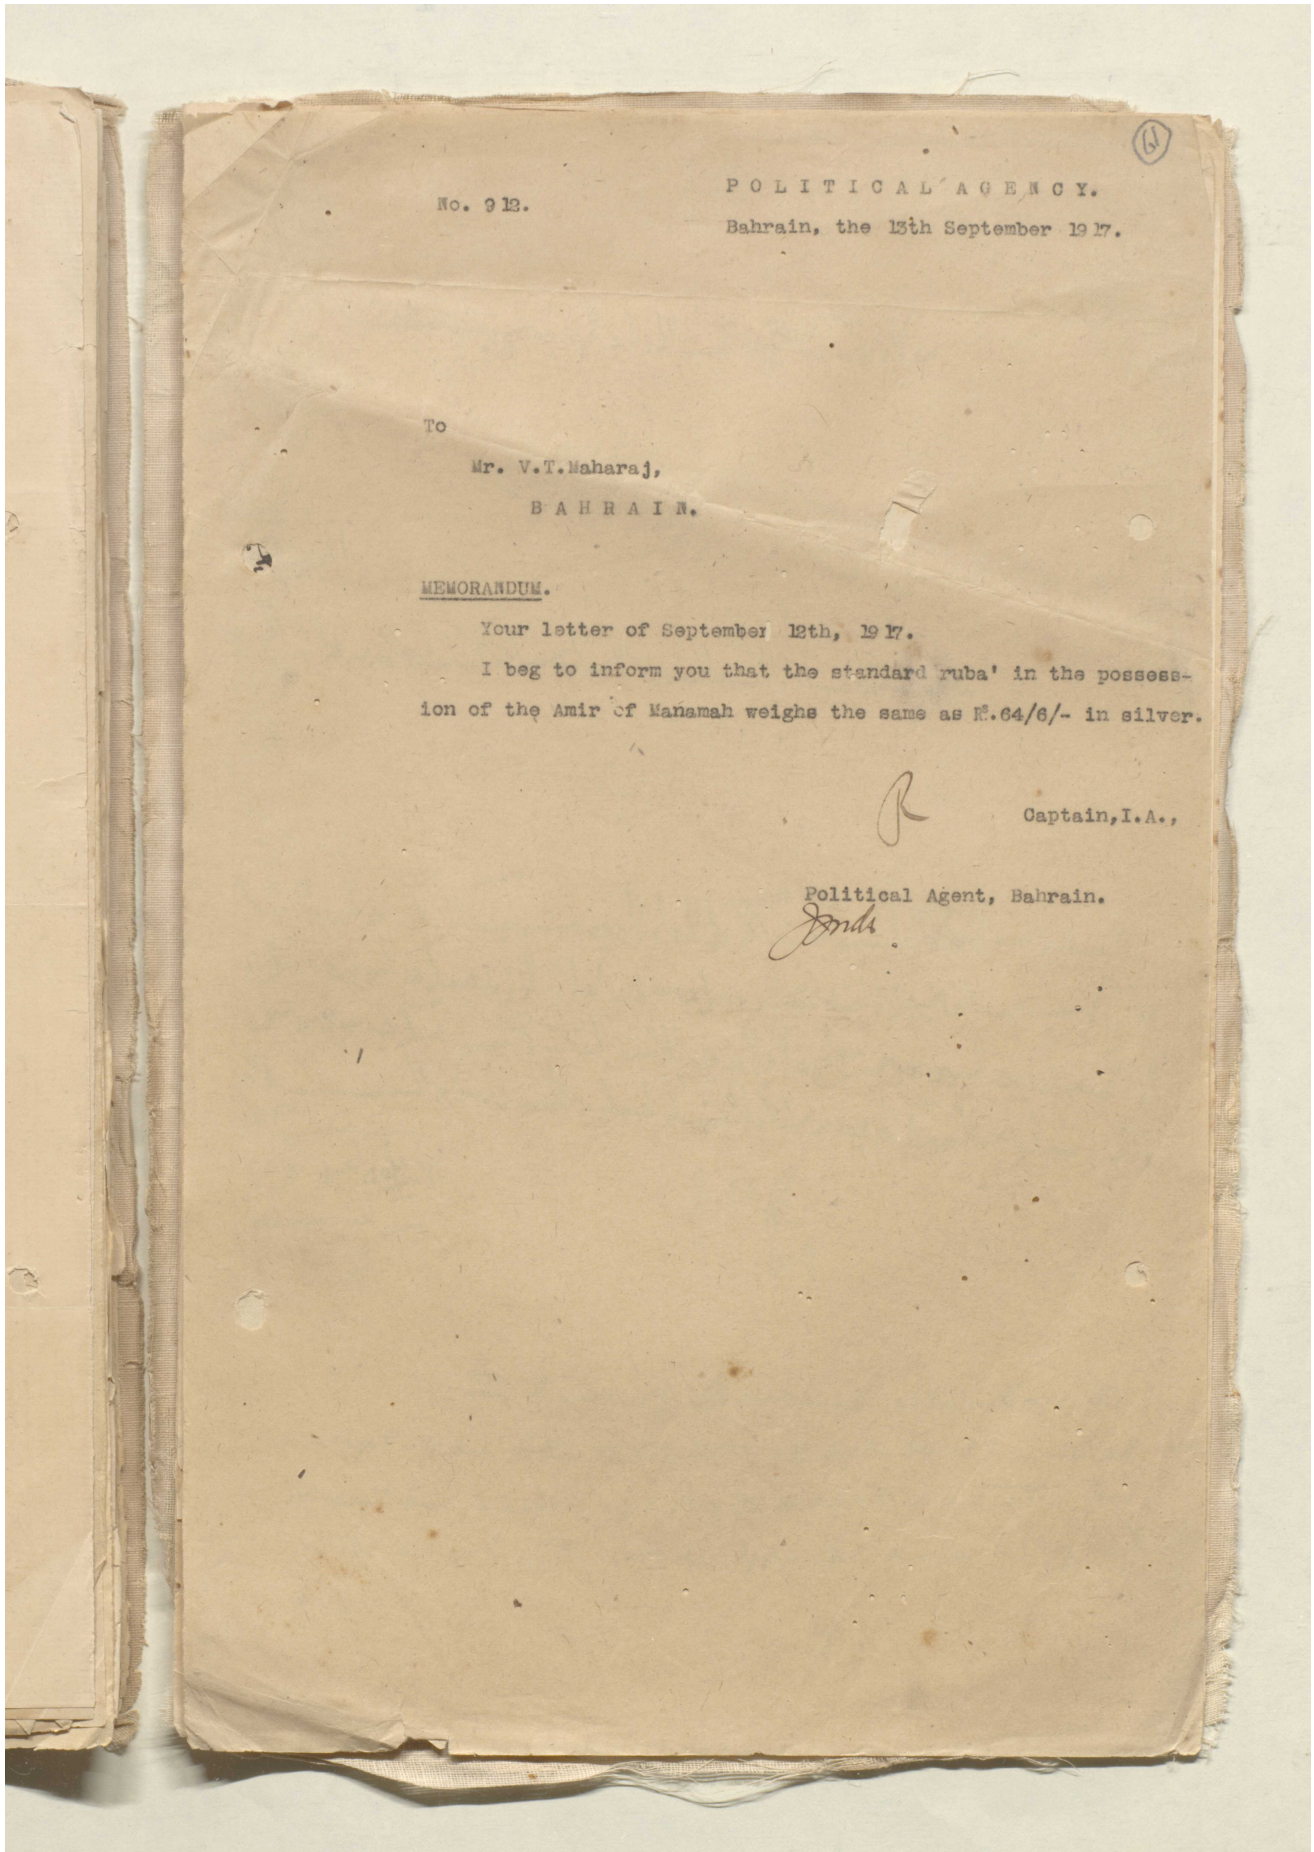 61
POLITICAL AGENCY.
No. 912.
Bahrain, the 13th September 1917.
To
Mr. V.T.Maharaj,
BAHRAIN.
MEMORANDUM.
Your letter of September 12th, 1917.
I beg to inform you that the standard ruba' in the possess-
ion of the Amir of Manamah weighs the same as Rs.64/6/- in silver.
Captain,I.A.,
Political Agent, Bahrain.